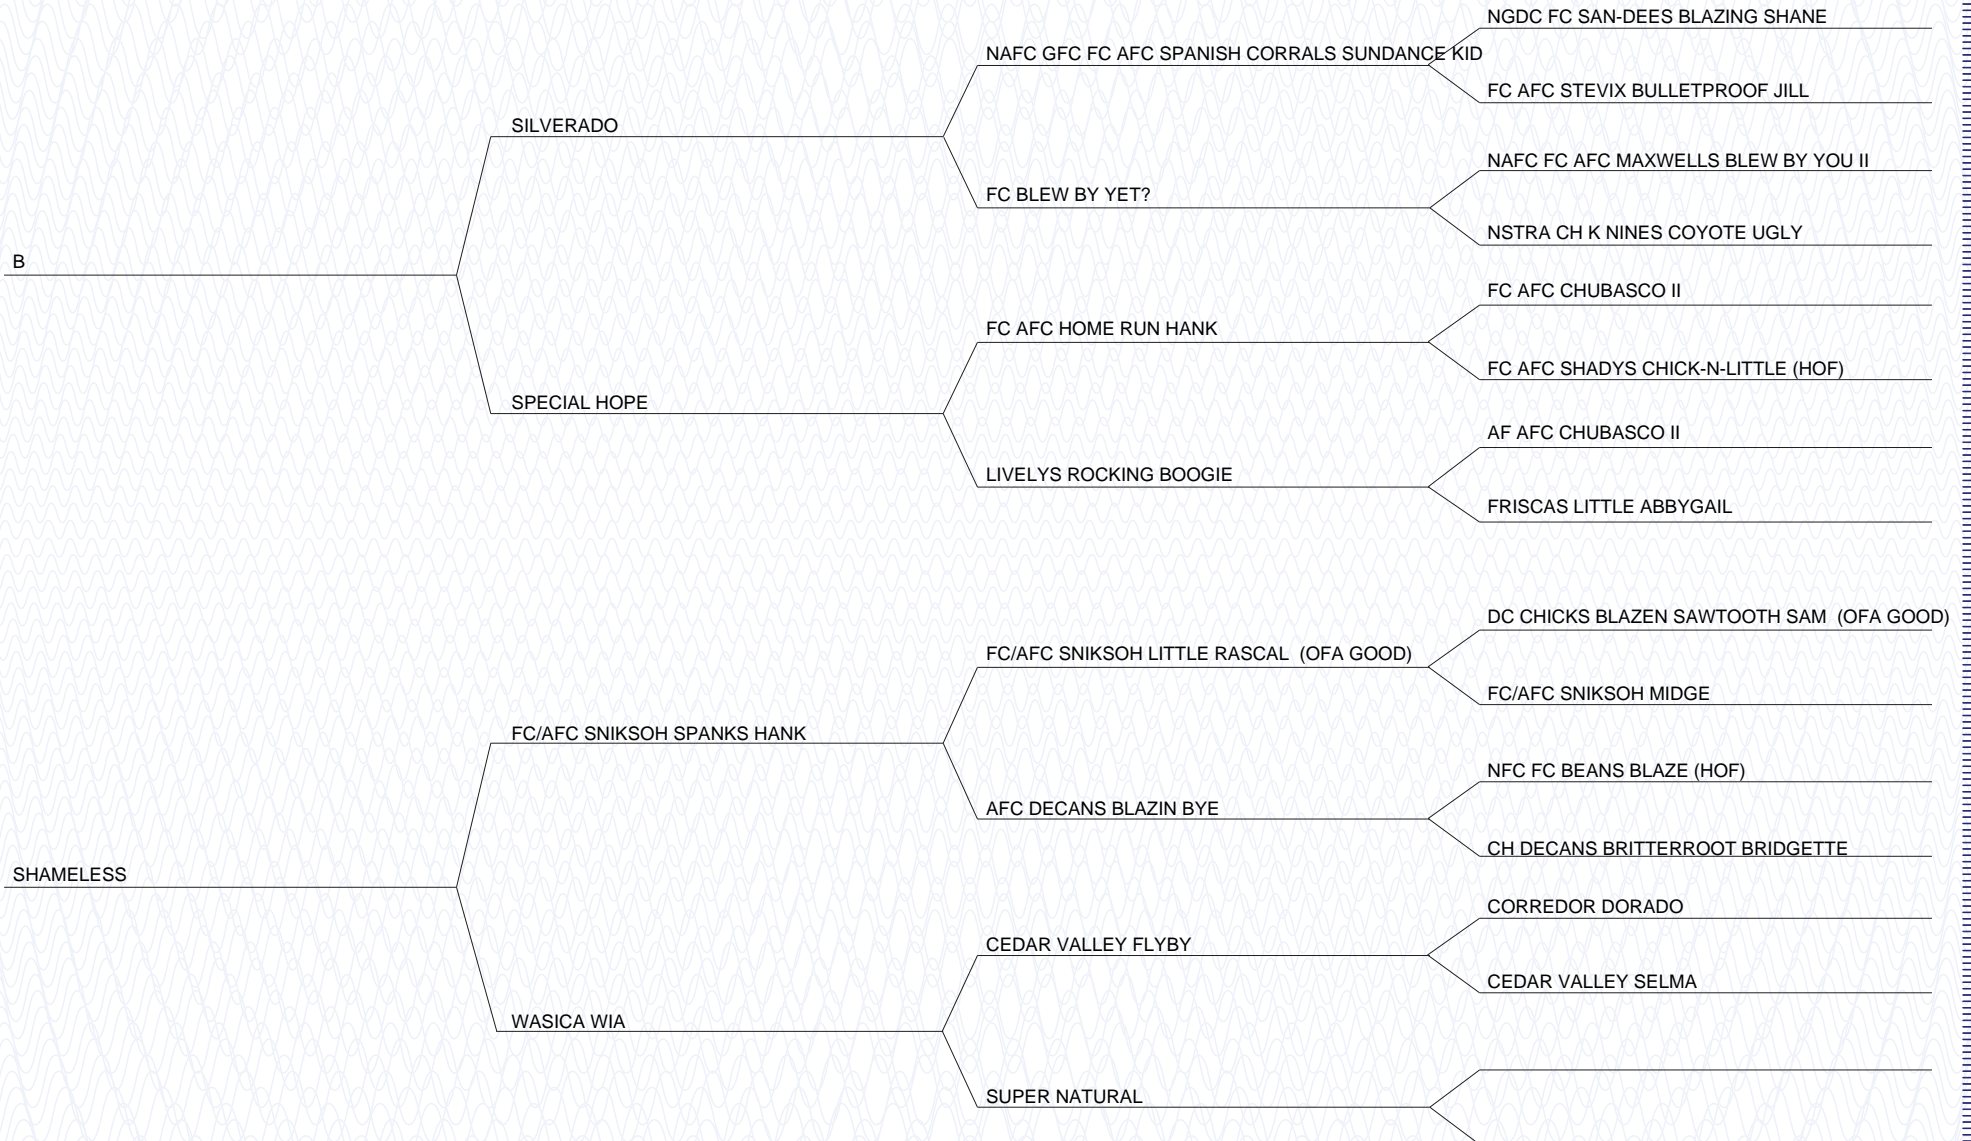 NGDC FC SAN-DEES BLAZING SHANE
NAFC GFC FC AFC SPANISH CORRALS SUNDANCE KID
FC AFC STEVIX BULLETPROOF JILL
SILVERADO
NAFC FC AFC MAXWELLS BLEW BY YOU II
FC BLEW BY YET?
NSTRA CH K NINES COYOTE UGLY
B
FC AFC CHUBASCO II
FC AFC HOME RUN HANK
FC AFC SHADYS CHICK-N-LITTLE (HOF)
SPECIAL HOPE
AF AFC CHUBASCO II
LIVELYS ROCKING BOOGIE
FRISCAS LITTLE ABBYGAIL
DC CHICKS BLAZEN SAWTOOTH SAM  (OFA GOOD)
FC/AFC SNIKSOH LITTLE RASCAL  (OFA GOOD)
FC/AFC SNIKSOH MIDGE
FC/AFC SNIKSOH SPANKS HANK
NFC FC BEANS BLAZE (HOF)
AFC DECANS BLAZIN BYE
CH DECANS BRITTERROOT BRIDGETTE
SHAMELESS
CORREDOR DORADO
CEDAR VALLEY FLYBY
CEDAR VALLEY SELMA
WASICA WIA
SUPER NATURAL